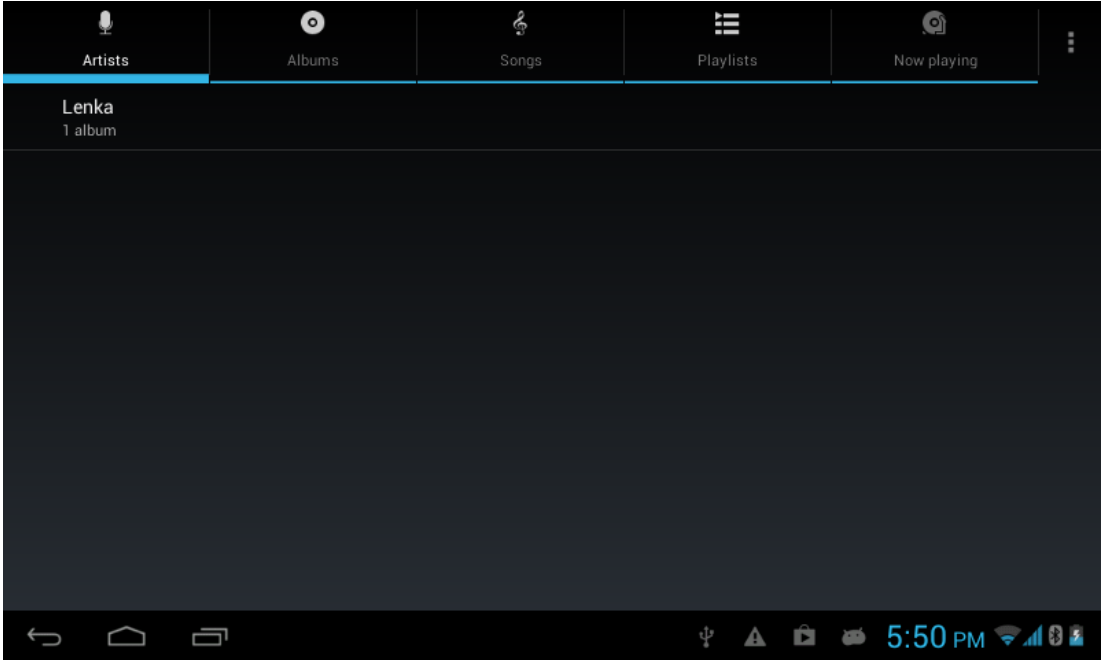 Artists
Albums
Songs
Playlists
Now playing
Lenka
1 album
5:50 PM